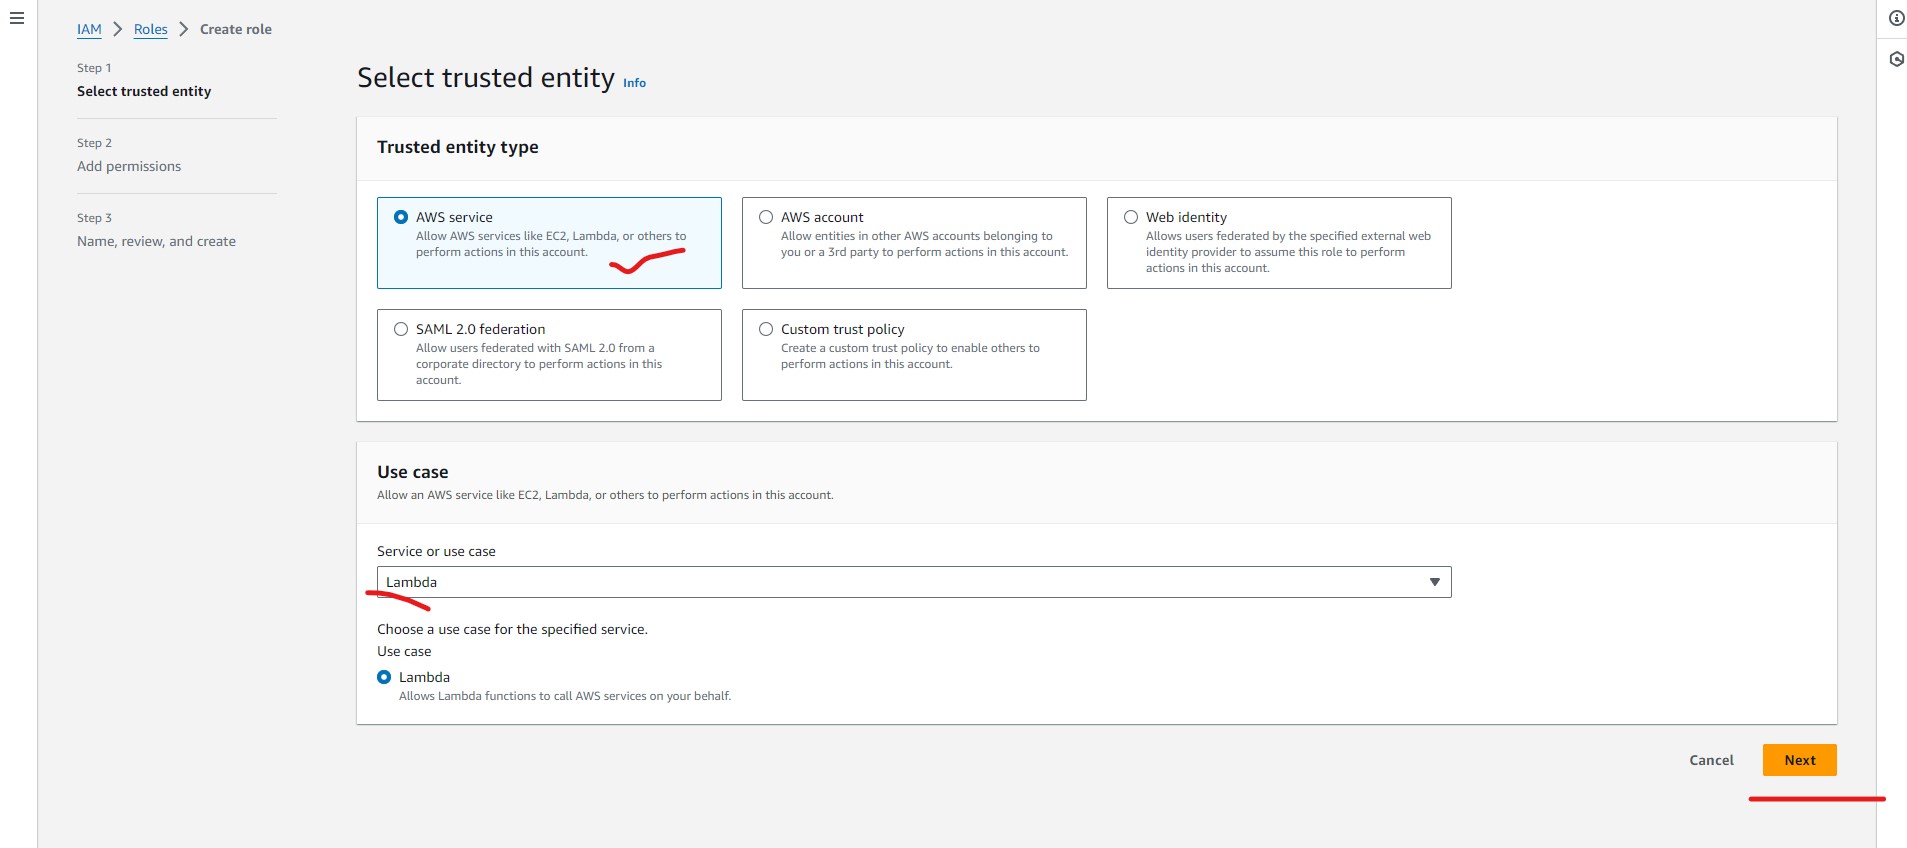 IAM > Roles > Create role
Step 1
Select trusted entity
Step 2
Add permissions
Step 3
Name, review, and create
Select trusted entity Info
Trusted entity type
AWS service
Allow AWS services like EC2, Lambda, or others to
perform actions in this account.
AWS account
Allow entities in other AWS accounts belonging to
you or a 3rd party to perform actions in this account.
Web identity
Allows users federated by the specified external web
identity provider to assume this role to perform
actions in this account.
SAML 2.0 federation
Allow users federated with SAML 2.0 from a
corporate directory to perform actions in this
account.
Custom trust policy
Create a custom trust policy to enable others to
perform actions in this account.
Use case
Allow an AWS service like EC2, Lambda, or others to perform actions in this account.
Service or use case
Lambda
Choose a use case for the specified service.
Use case
Lambda
Allows Lambda functions to call AWS services on your behalf.
Cancel Next